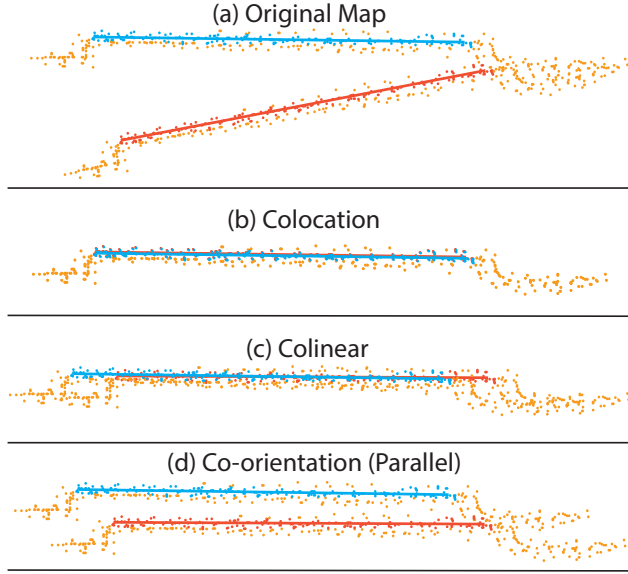 (a) Original Map
(b) Colocation
(c) Colinear
(d) Co-orientation (Parallel)